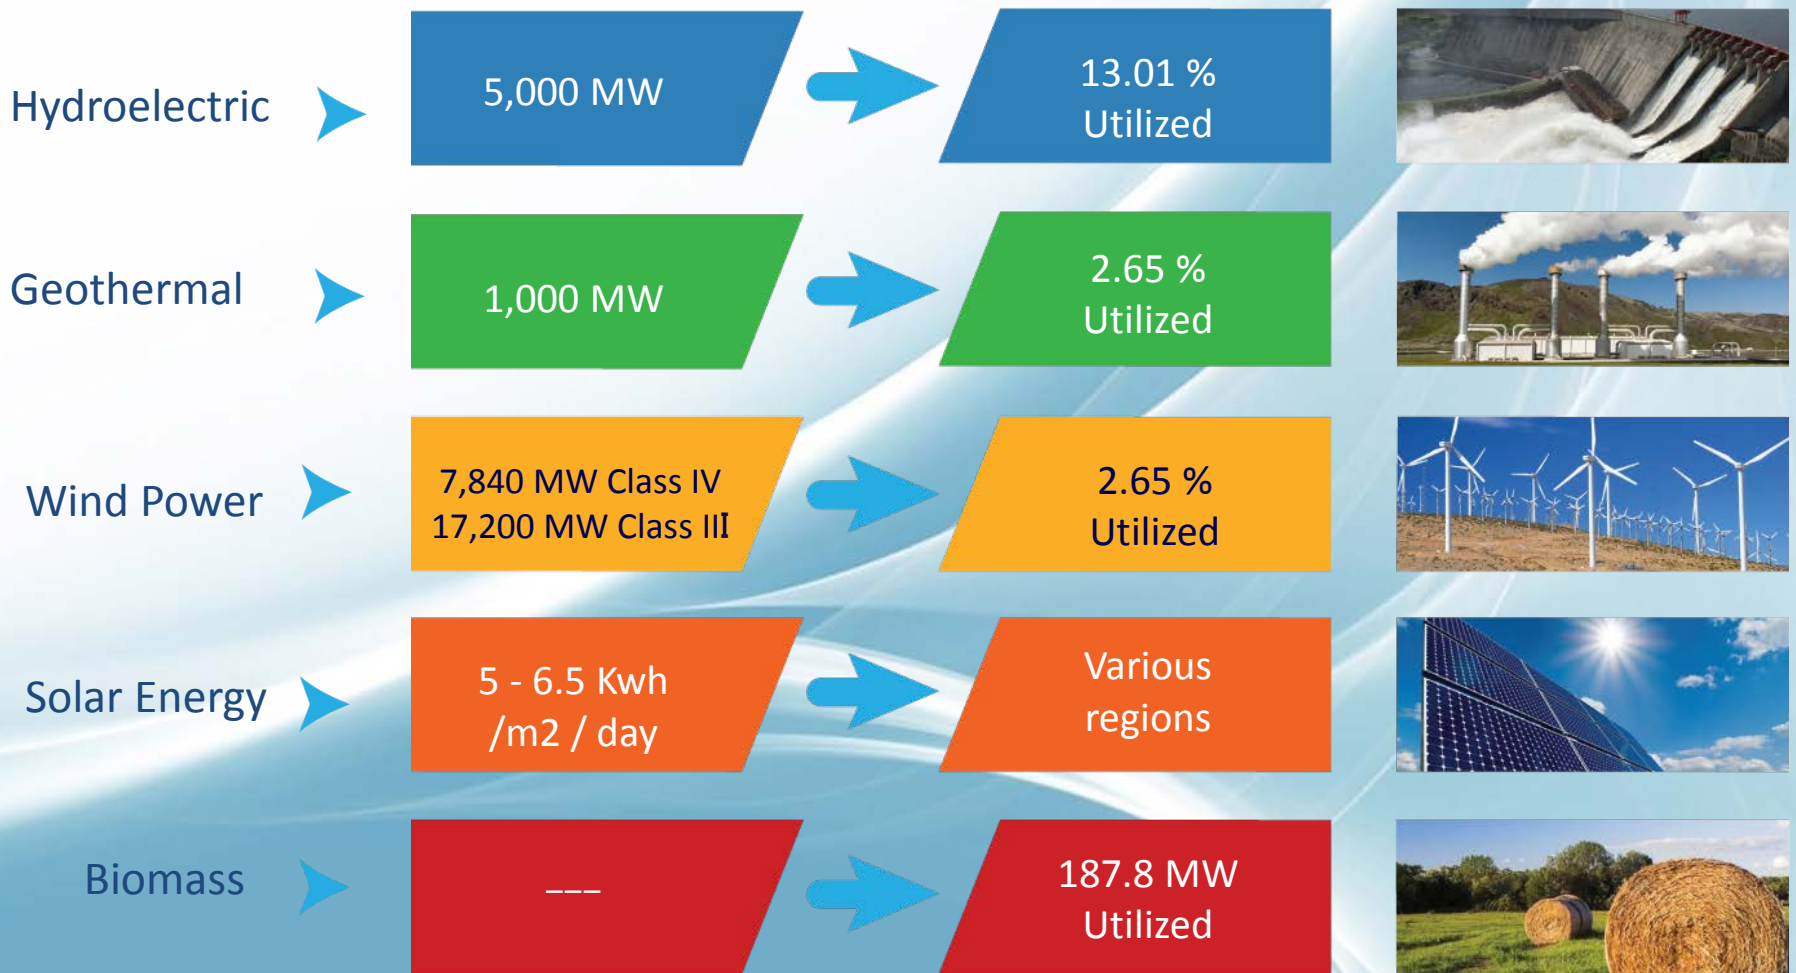 Hydroelectric
5,000 MW
13.01 %
Utilized
Geothermal
1,000 MW
2.65 %
Utilized
Wind Power
7,840 MW Class IV
17,200 MW Class III
2.65 %
Utilized
Solar Energy
5 - 6.5 Kwh
/m2 / day
Various
regions
Biomass
___
187.8 MW
Utilized